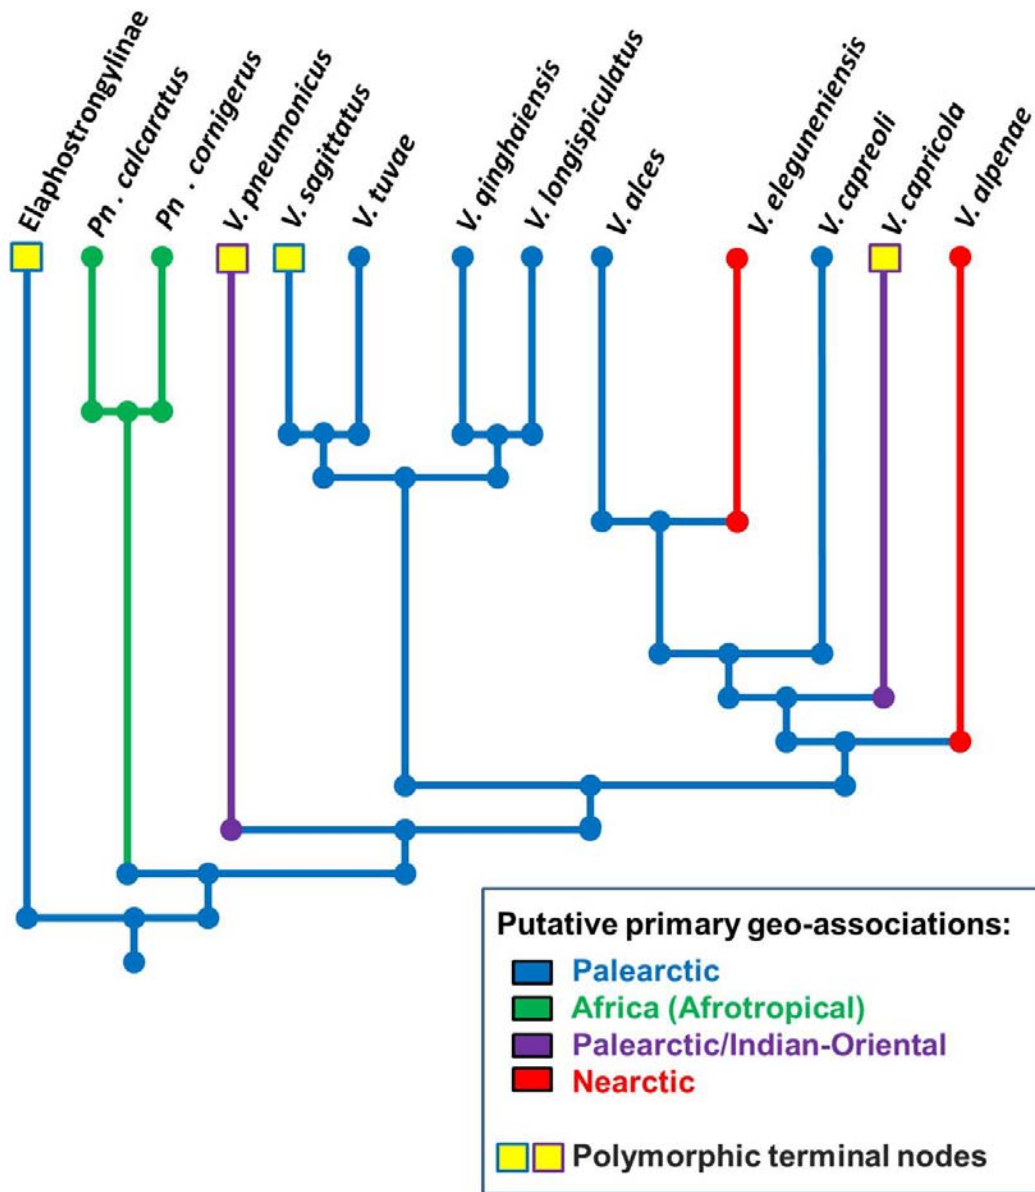 Elaphostrongylinae
Pn . calcaratus
Pn . cornigerus
V. pneumonicus
V. sagittatus
V. tuvae
V. qinghaiensis
V. longispiculatus
V. alces
V. eleguneniensis
V. capreoli
V. capricola
V. alpenae
Putative primary geo-associations:
Palearctic
Africa (Afrotropical)
Palearctic/Indian-Oriental
Nearctic
Polymorphic terminal nodes